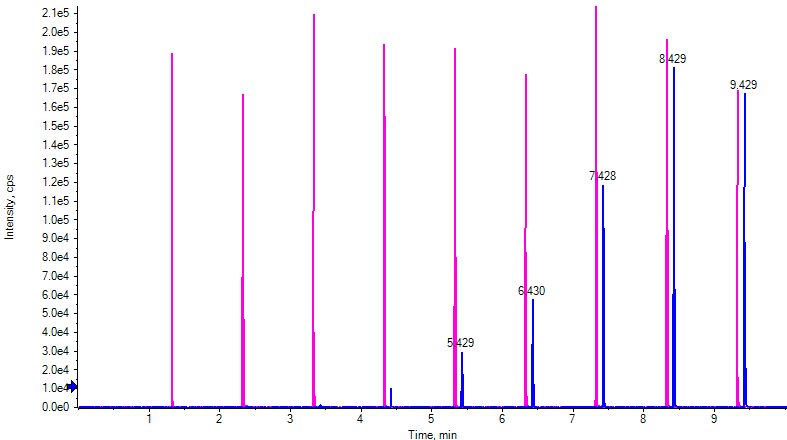 2.1e5
2.0e5
1.9e5
1.8e5
1.7e5
1.6e5
1.5e5
1.4e5
1.3e5
1.2e5
1.1e5
1.0e5
9.0e4
8.0e4
7.0e4
6.0e4
5.0e4
4.0e4
3.0e4
2.0e4
1.0e4
0.0e0
Intensity, cps
5.429
6.430
7.428
8.429
9.429
1 2 3 4 5 6 7 8 9
Time, min